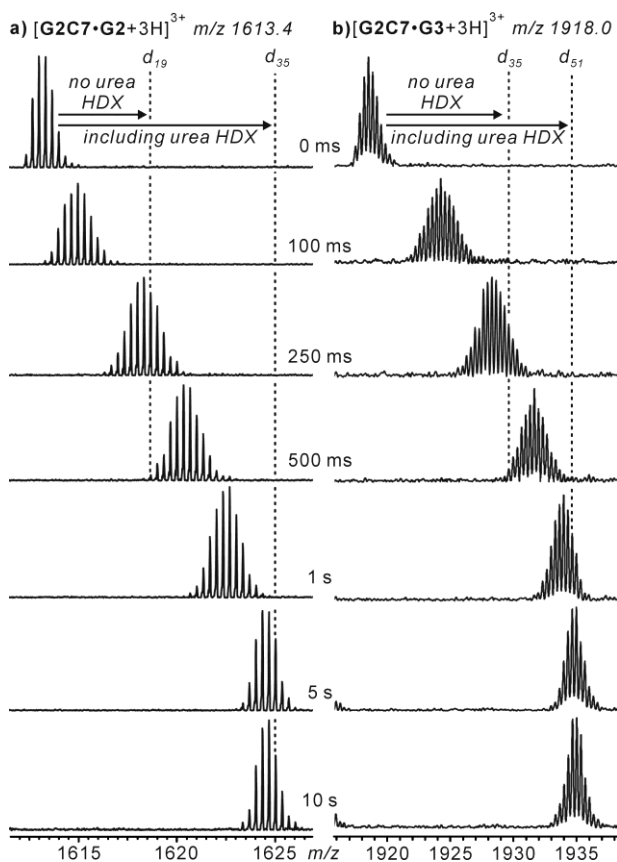 a) [G2C7•G2+3H]³⁺ m/z 1613.4
b) [G2C7•G3+3H]³⁺ m/z 1918.0
d₁₉
d₃₅
d₃₅
d₅₁
no urea
HDX
including urea HDX
no urea
HDX
including urea HDX
0 ms
100 ms
250 ms
500 ms
1 s
5 s
10 s
1615
1620
1625
m/z
1920
1925
1930
1935